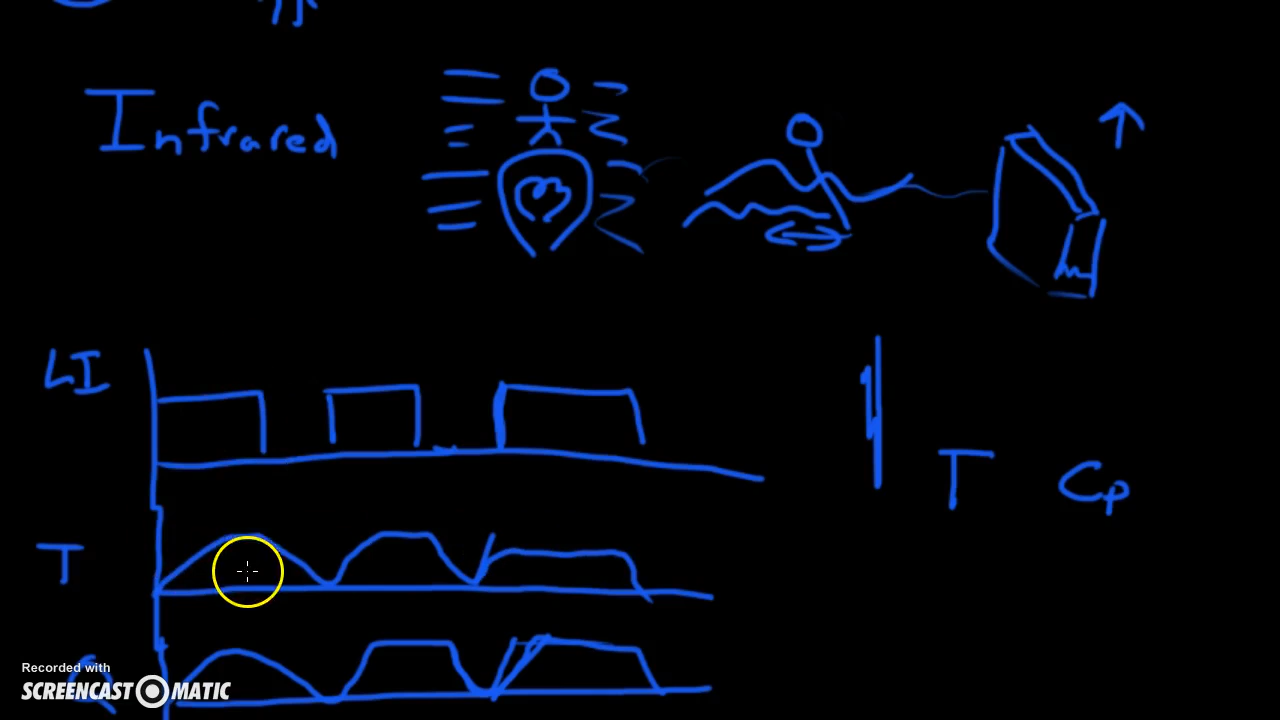 Infrared
LI
T Cp
T
Q
Recorded with
SCREENCAST MATIC